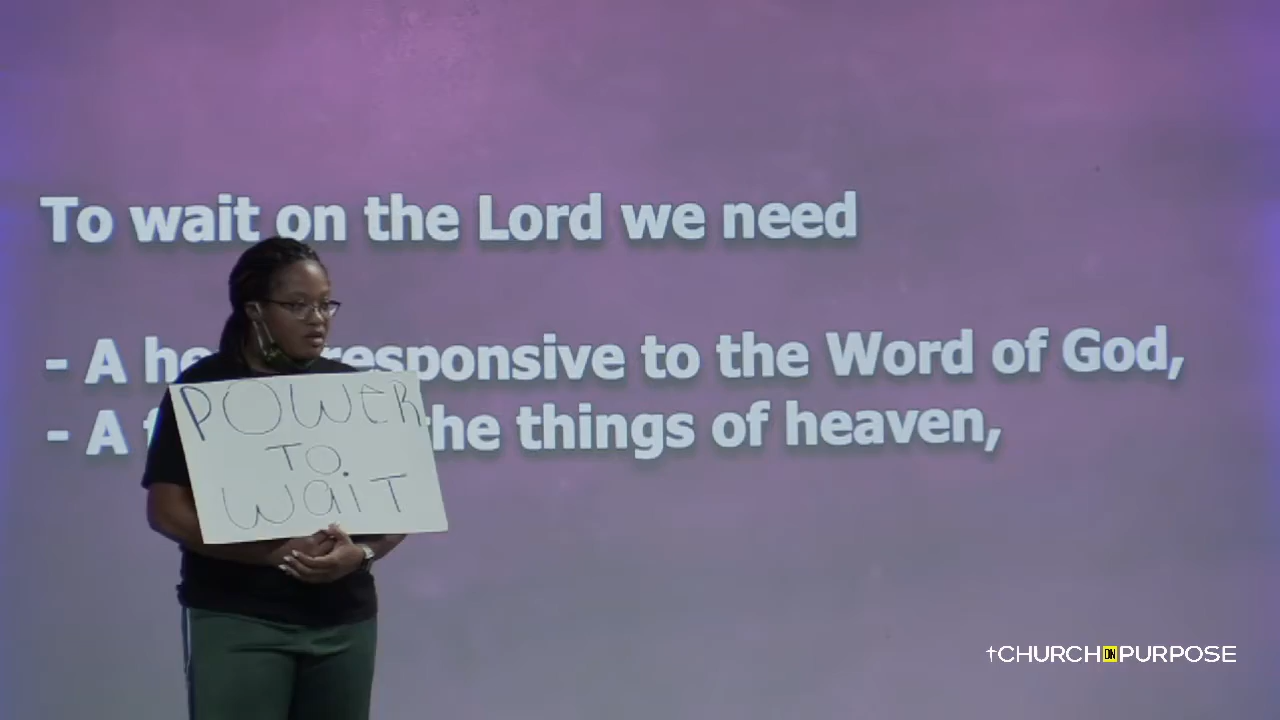 To wait on the Lord we need
- A responsive to the Word of God,
- A the things of heaven,
POWER
TO
WaiT
CHURCH ON PURPOSE